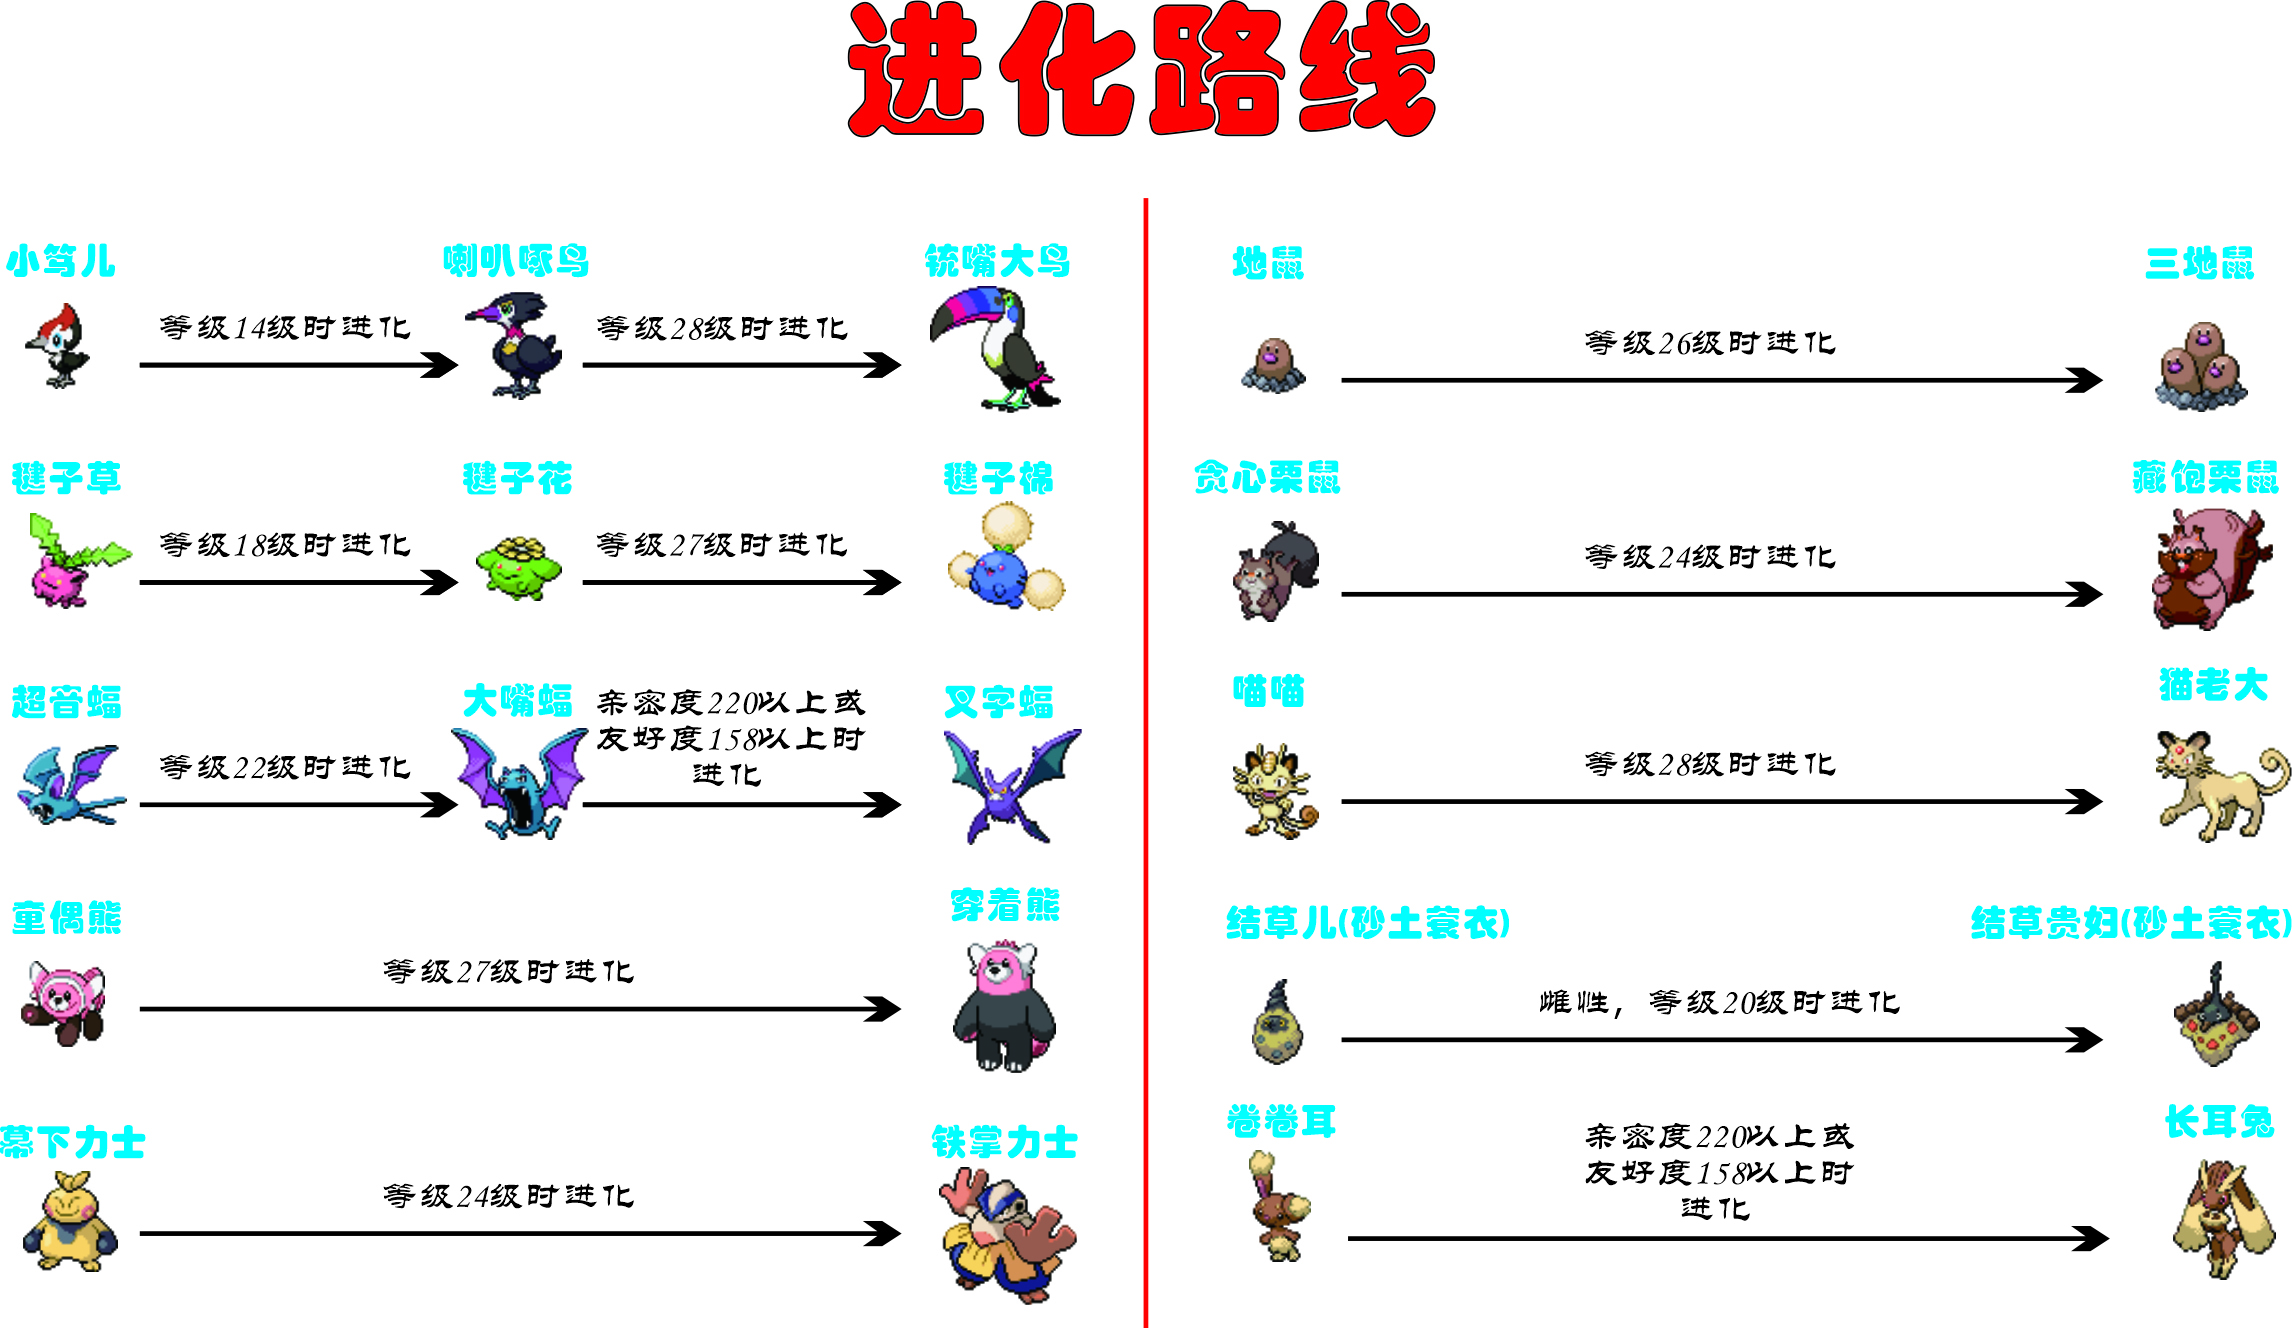 进化路线
小笃儿
等级14级时进化
喇叭啄鸟
等级28级时进化
铳嘴大鸟
毽子草
等级18级时进化
毽子花
等级27级时进化
毽子棉
超音蝠
等级22级时进化
大嘴蝠
亲密度220以上或
友好度158以上时
进化
叉字蝠
童偶熊
等级27级时进化
穿着熊
幕下力士
等级24级时进化
铁掌力士
地鼠
等级26级时进化
三地鼠
贪心栗鼠
等级24级时进化
藏饱栗鼠
喵喵
等级28级时进化
猫老大
结草儿(砂土蓑衣)
雌性，等级20级时进化
结草贵妇(砂土蓑衣)
卷卷耳
亲密度220以上或
友好度158以上时
进化
长耳兔